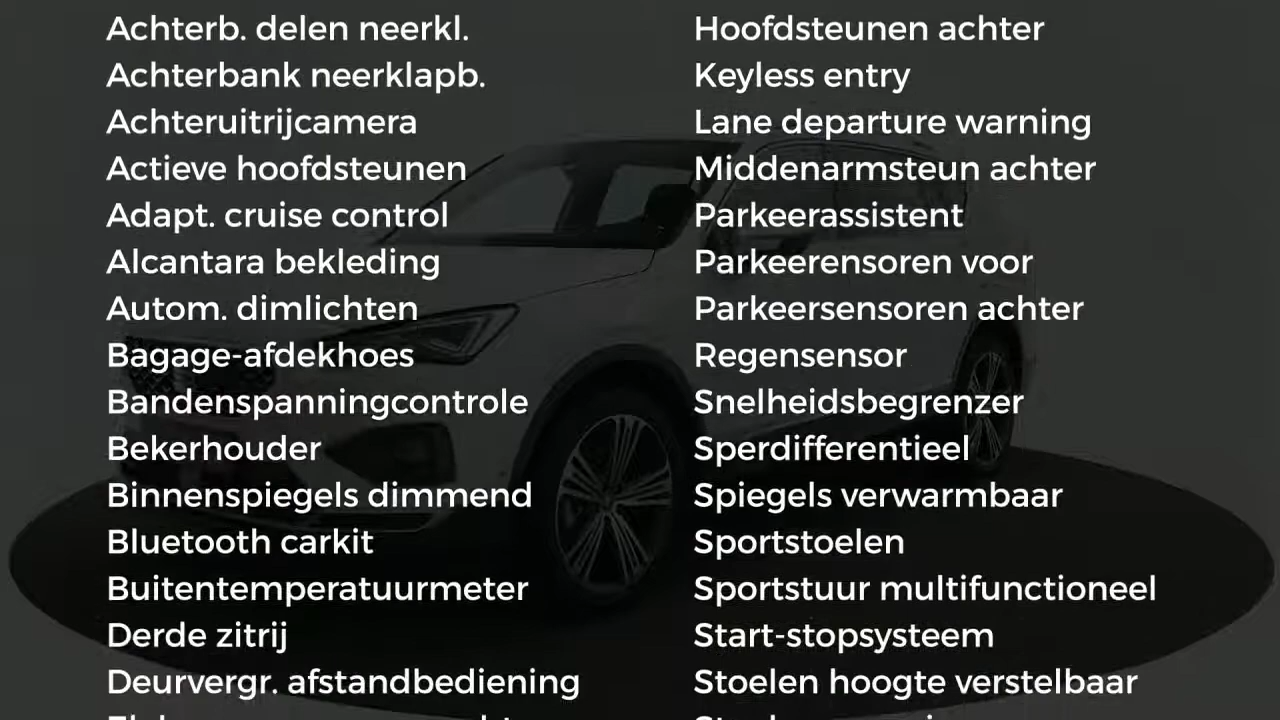 Achterb. delen neerkl.
Achterbank neerklapb.
Achteruitrijcamera
Actieve hoofdsteunen
Adapt. cruise control
Alcantara bekleding
Autom. dimlichten
Bagage-afdekhoes
Bandenspanningcontrole
Bekerhouder
Binnenspiegels dimmend
Bluetooth carkit
Buitentemperatuurmeter
Derde zitrij
Deurvergr. afstandbediening
Hoofdsteunen achter
Keyless entry
Lane departure warning
Middenarmsteun achter
Parkeerassistent
Parkeerensoren voor
Parkeersensoren achter
Regensensor
Snelheidsbegrenzer
Sperdifferentieel
Spiegels verwarmbaar
Sportstoelen
Sportstuur multifunctioneel
Start-stopsysteem
Stoelen hoogte verstelbaar